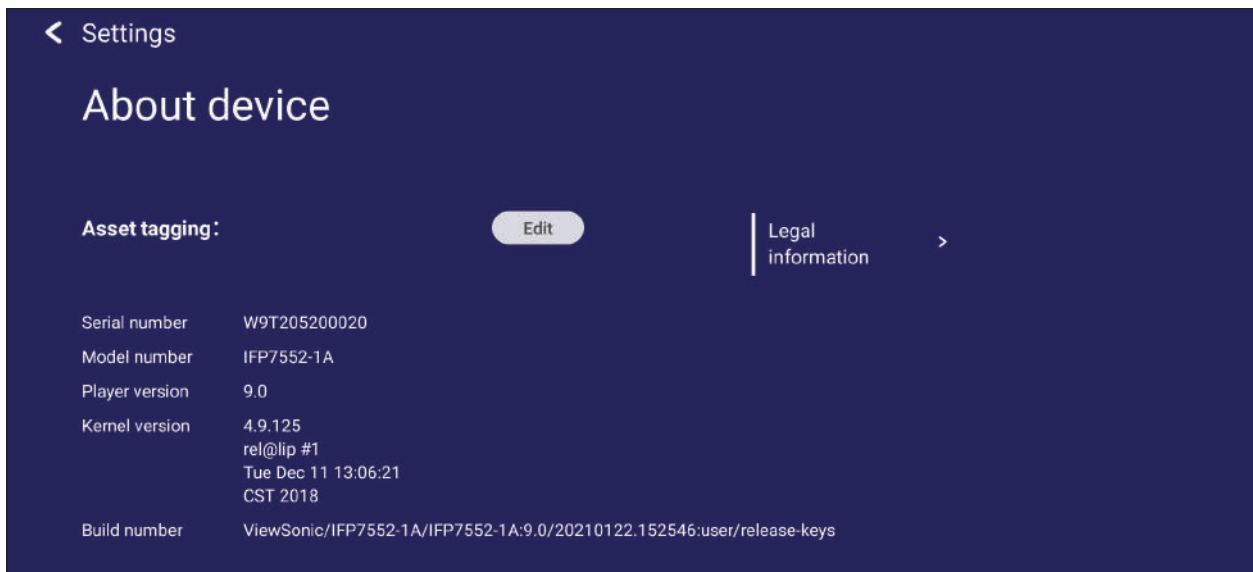 Settings
About device
Asset tagging:
Edit
Legal
information
Serial number W9T205200020
Model number IFP7552-1A
Player version 9.0
Kernel version 4.9.125
rel@lip #1
Tue Dec 11 13:06:21
CST 2018
Build number ViewSonic/IFP7552-1A/IFP7552-1A:9.0/20210122.152546:user/release-keys